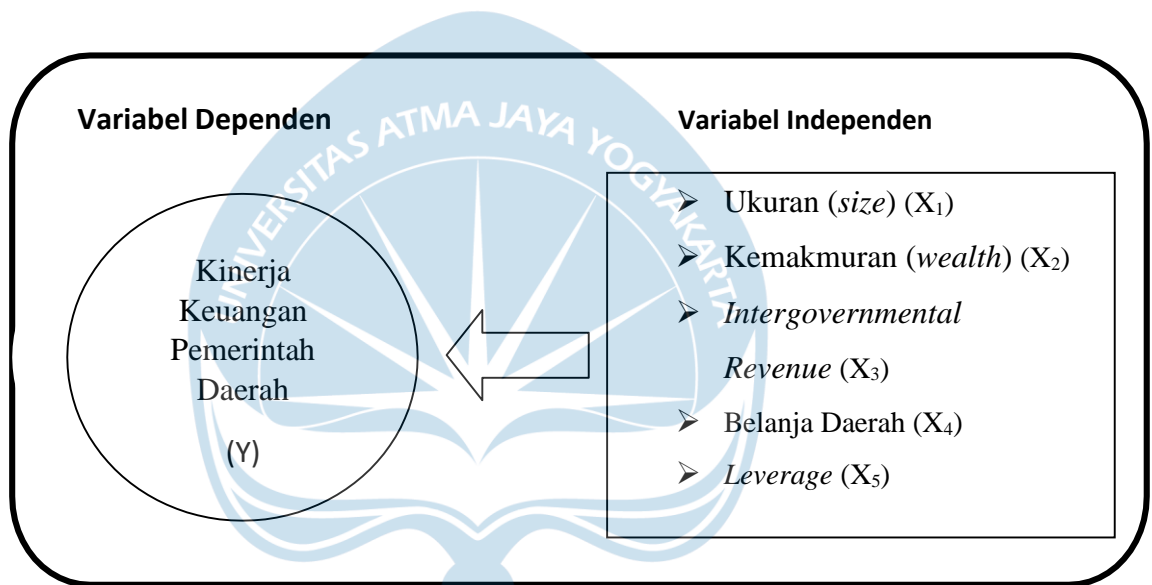 Variabel Dependen
Variabel Independen
UNIVERSITAS ATMA JAYA YOGYAKARTA
Kinerja
Keuangan
Pemerintah
Daerah
(Y)
➢ Ukuran (size) (X₁)
➢ Kemakmuran (wealth) (X₂)
➢ Intergovernmental
Revenue (X₃)
➢ Belanja Daerah (X₄)
➢ Leverage (X₅)